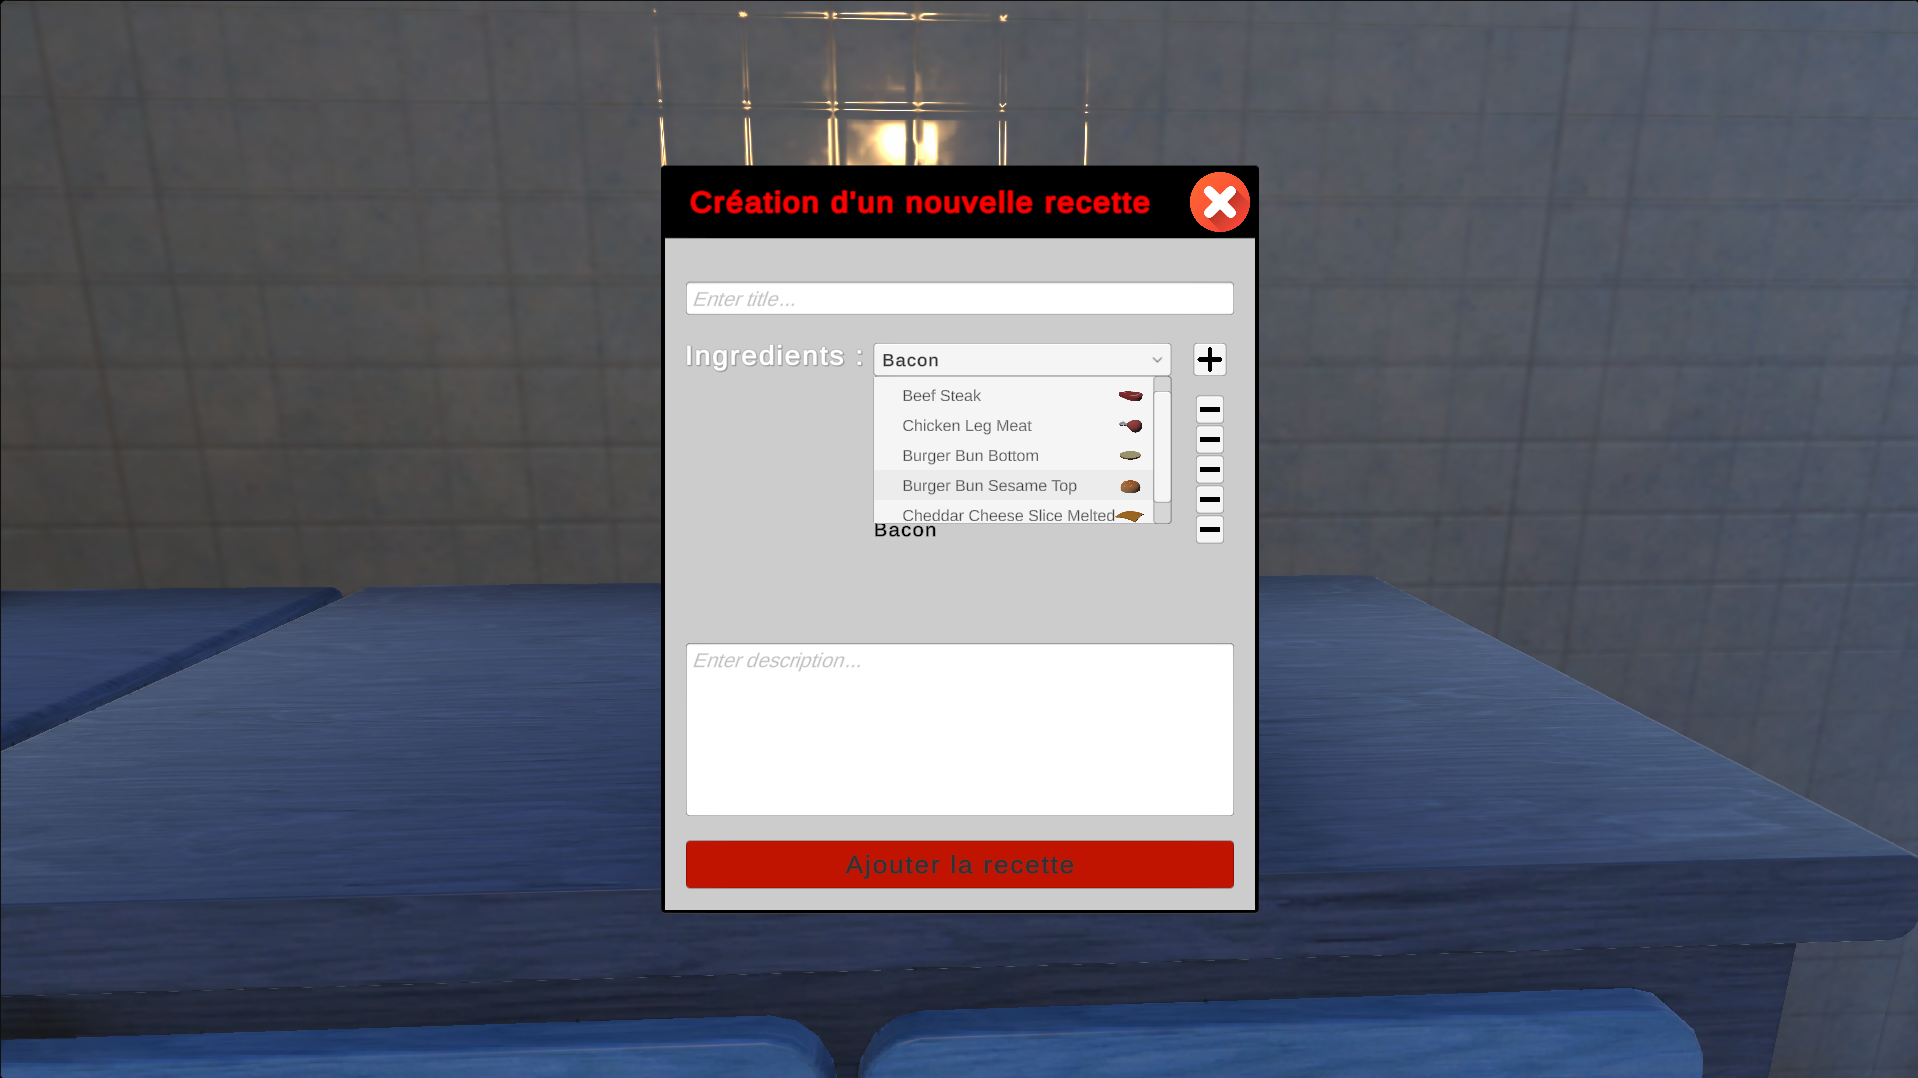 Création d'un nouvelle recette
Enter title...
Ingredients :
Bacon
Beef Steak
Chicken Leg Meat
Burger Bun Bottom
Burger Bun Sesame Top
Cheddar Cheese Slice Melted
Bacon
Enter description...
Ajouter la recette